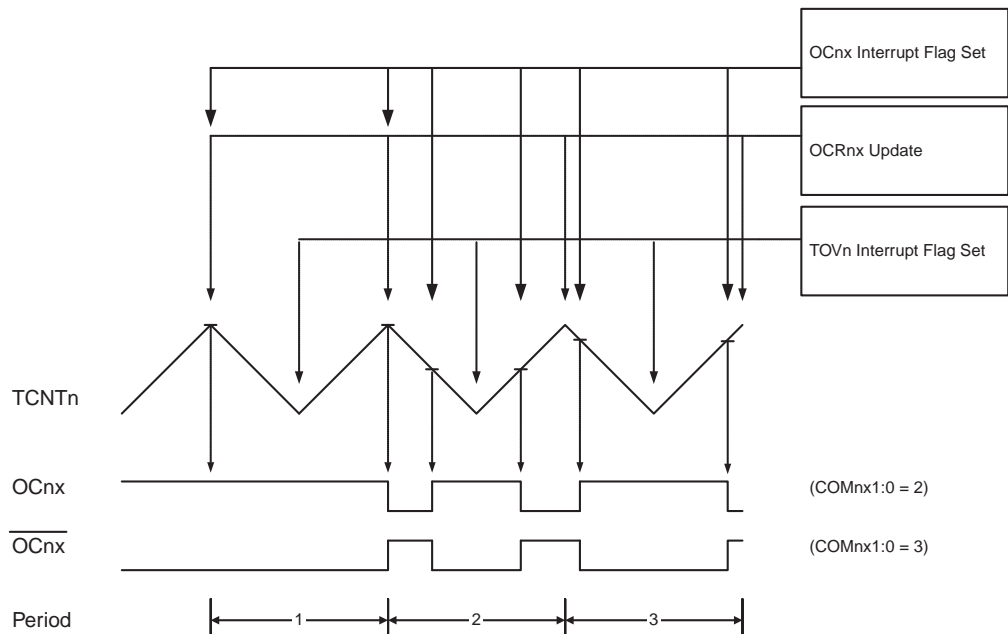 OCnx Interrupt Flag Set
OCRnx Update
TOVn Interrupt Flag Set
TCNTn
OCnx
(COMnx1:0 = 2)
OCnx
(COMnx1:0 = 3)
Period
1
2
3